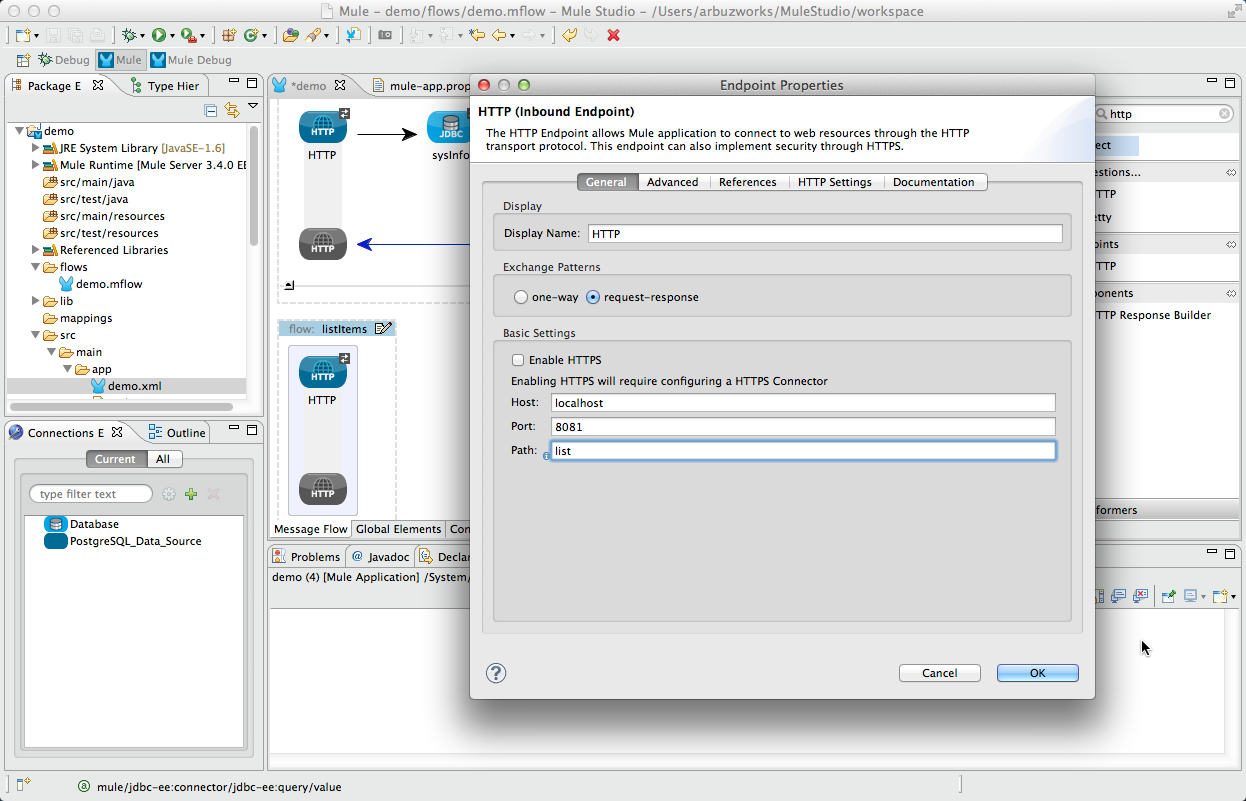 Mule – demo/flows/demo.mflow – Mule Studio – /Users/arbuzworks/MuleStudio/workspace
Debug Mule Mule Debug
Package E Type Hier
demo
JRE System Library [JavaSE-1.6]
Mule Runtime [Mule Server 3.4.0 EE
src/main/java
src/test/java
src/main/resources
src/test/resources
Referenced Libraries
flows
demo.mflow
lib
mappings
src
main
app
demo.xml
Connections E Outline
Current All
type filter text
Database
PostgreSQL_Data_Source
*demo mule-app.prop
HTTP JDBC
HTTP sysInfo
HTTP
flow: listItems
HTTP
HTTP
HTTP
Message Flow Global Elements Con
Problems @ Javadoc Declar
demo (4) [Mule Application] /System/
Endpoint Properties
HTTP (Inbound Endpoint)
The HTTP Endpoint allows Mule application to connect to web resources through the HTTP
transport protocol. This endpoint can also implement security through HTTPS.
General Advanced References HTTP Settings Documentation
Display
Display Name: HTTP
Exchange Patterns
one-way request-response
Basic Settings
Enable HTTPS
Enabling HTTPS will require configuring a HTTPS Connector
Host: localhost
Port: 8081
Path: list
? Cancel OK
http
ect
estions...
TTP
etty
oints
TTP
ponents
TTP Response Builder
formers
mule/jdbc-ee:connector/jdbc-ee:query/value